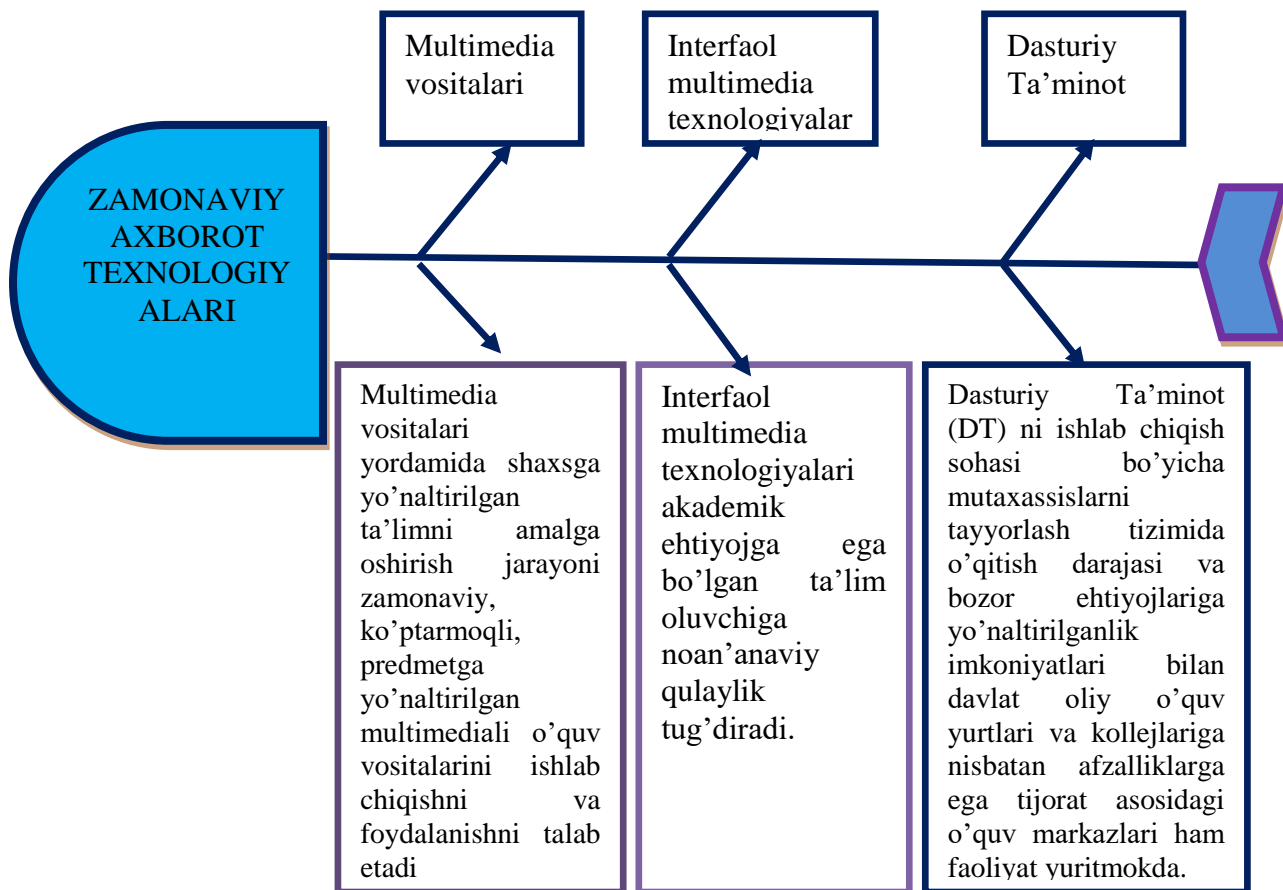 Multimedia
vositalari
Interfaol
multimedia
texnologiyalar
Dasturiy
Ta’minot
ZAMONAVIY
AXBOROT
TEXNOLOGIY
ALARI
Multimedia
vositalari
yordamida shaxsga
yo’naltirilgan
ta’limni amalga
oshirish jarayoni
zamonaviy,
ko’ptarmoqli,
predmetga
yo’naltirilgan
multimediali o’quv
vositalarini ishlab
chiqishni va
foydalanishni talab
etadi
Interfaol
multimedia
texnologiyalari
akademik
ehtiyojga ega
bo’lgan ta’lim
oluvchiga
noan’anaviy
qulaylik
tug’diradi.
Dasturiy Ta’minot
(DT) ni ishlab chiqish
sohasi bo’yicha
mutaxassislarni
tayyorlash tizimida
o’qitish darajasi va
bozor ehtiyojlariga
yo’naltirilganlik
imkoniyatlari bilan
davlat oliy o’quv
yurtlari va kollejlariga
nisbatan afzalliklarga
ega tijorat asosidagi
o’quv markazlari ham
faoliyat yuritmokda.